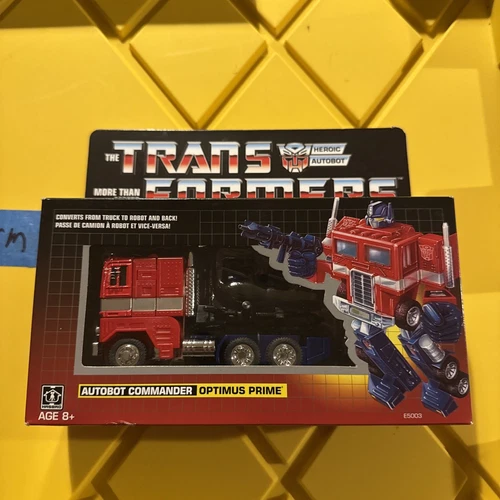 THE TRANSFORMERS
HEROIC
AUTOBOT
MORE THAN
CONVERTS FROM TRUCK TO ROBOT AND BACK!
PASSE DE CAMION À ROBOT ET VICE-VERSA!
AUTOBOT COMMANDER OPTIMUS PRIME
AGE 8+
E5003